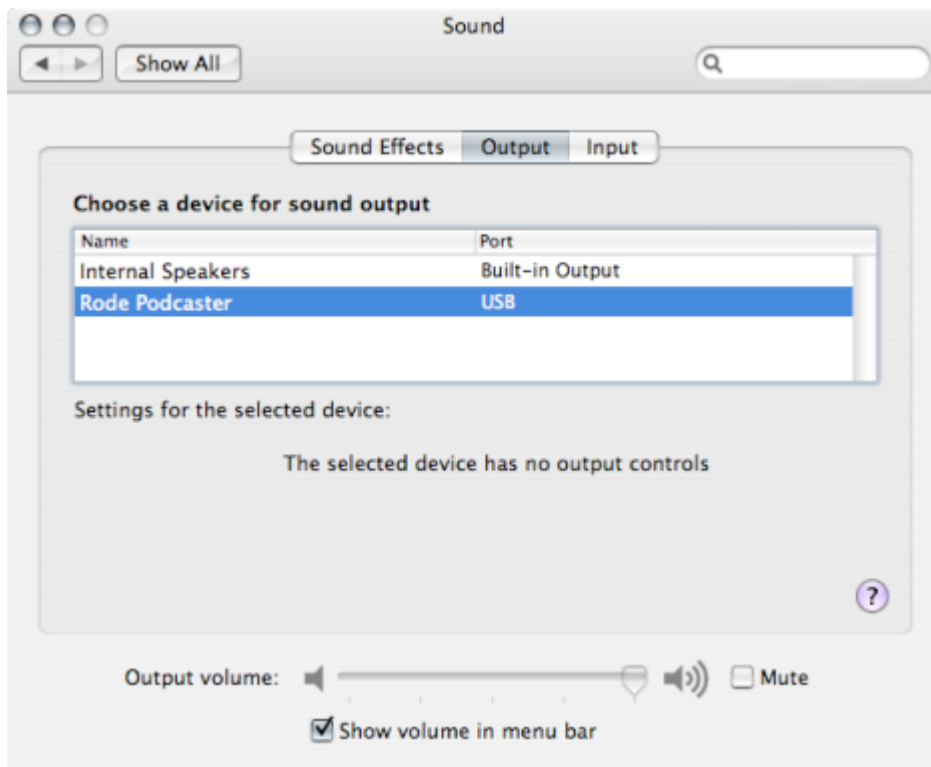 Sound
Show All
Sound Effects Output Input
Choose a device for sound output
Name Port
Internal Speakers Built-in Output
Rode Podcaster USB
Settings for the selected device:
The selected device has no output controls
?
Output volume: Mute
Show volume in menu bar